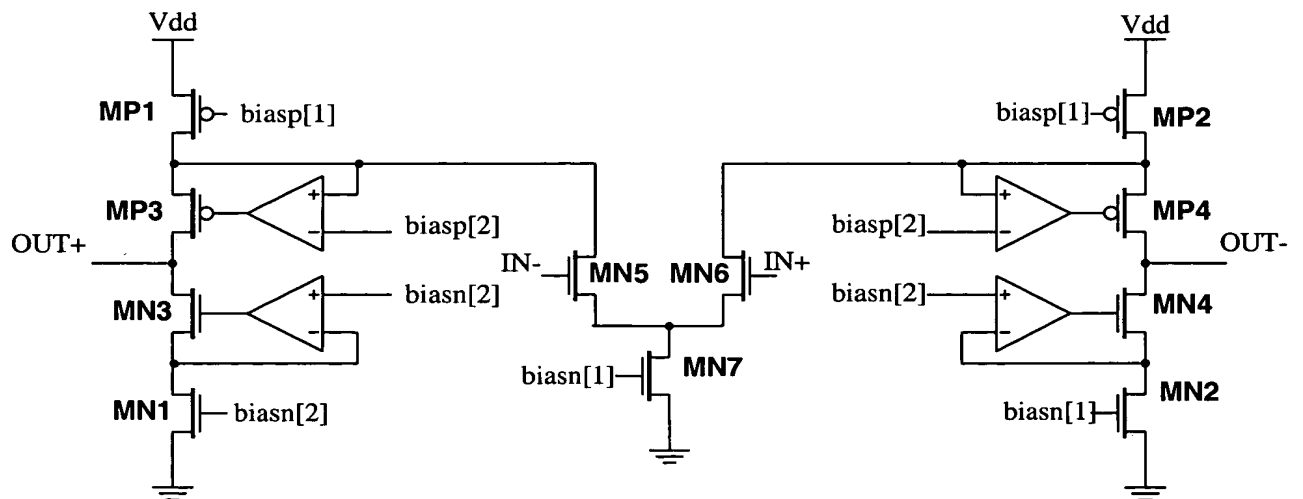 Vdd
Vdd
MP1
biasp[1]
biasp[1]
MP2
MP3
+
-
biasp[2]
biasp[2]
+
-
MP4
OUT+
OUT-
IN-
MN5
MN6
IN+
MN3
+
-
biasn[2]
biasn[2]
+
-
MN4
biasn[1]
MN7
MN1
biasn[2]
biasn[1]
MN2